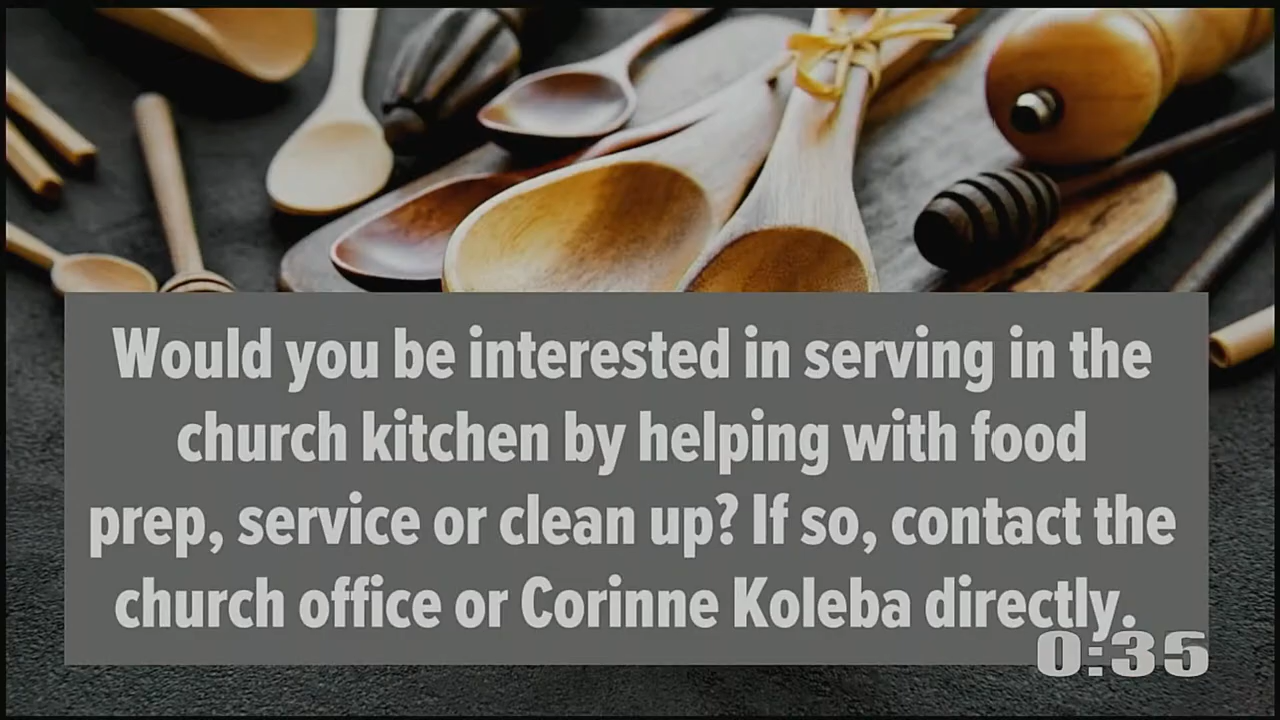 Would you be interested in serving in the
church kitchen by helping with food
prep, service or clean up? If so, contact the
church office or Corinne Koleba directly.
0:35